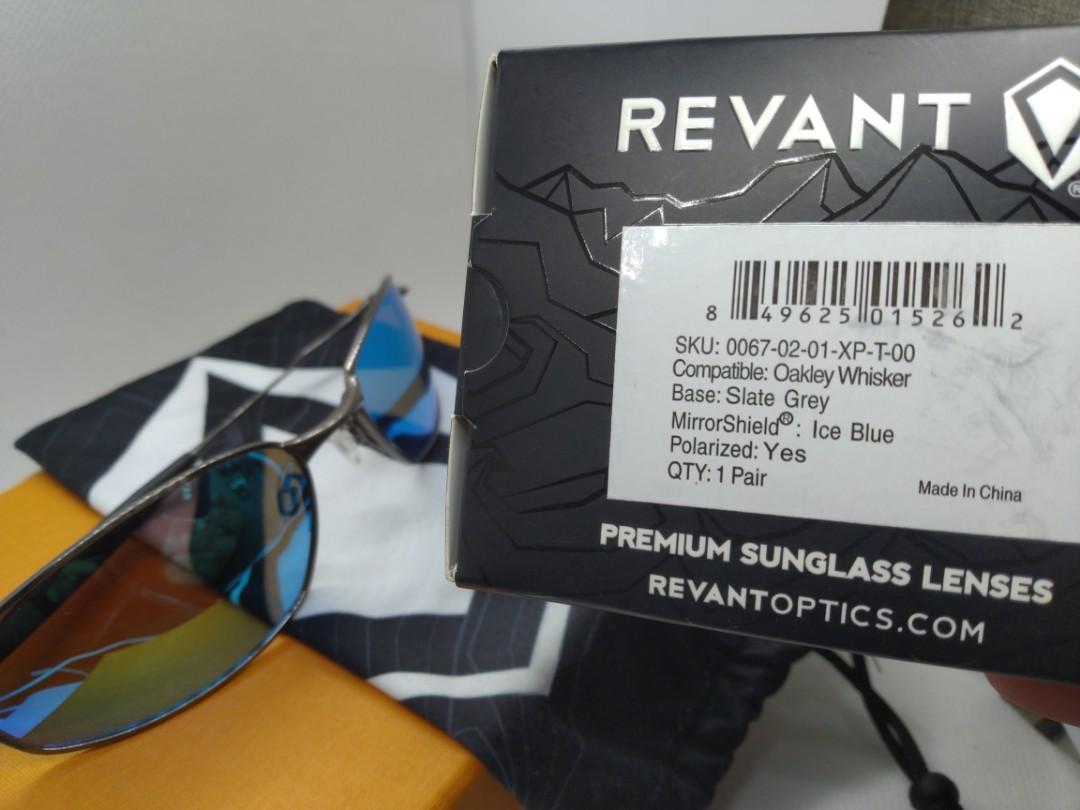 REVANT
®
8 49625 01526 2
SKU: 0067-02-01-XP-T-00
Compatible: Oakley Whisker
Base: Slate Grey
MirrorShield®: Ice Blue
Polarized: Yes
QTY: 1 Pair
Made In China
PREMIUM SUNGLASS LENSES
REVANTOPTICS.COM